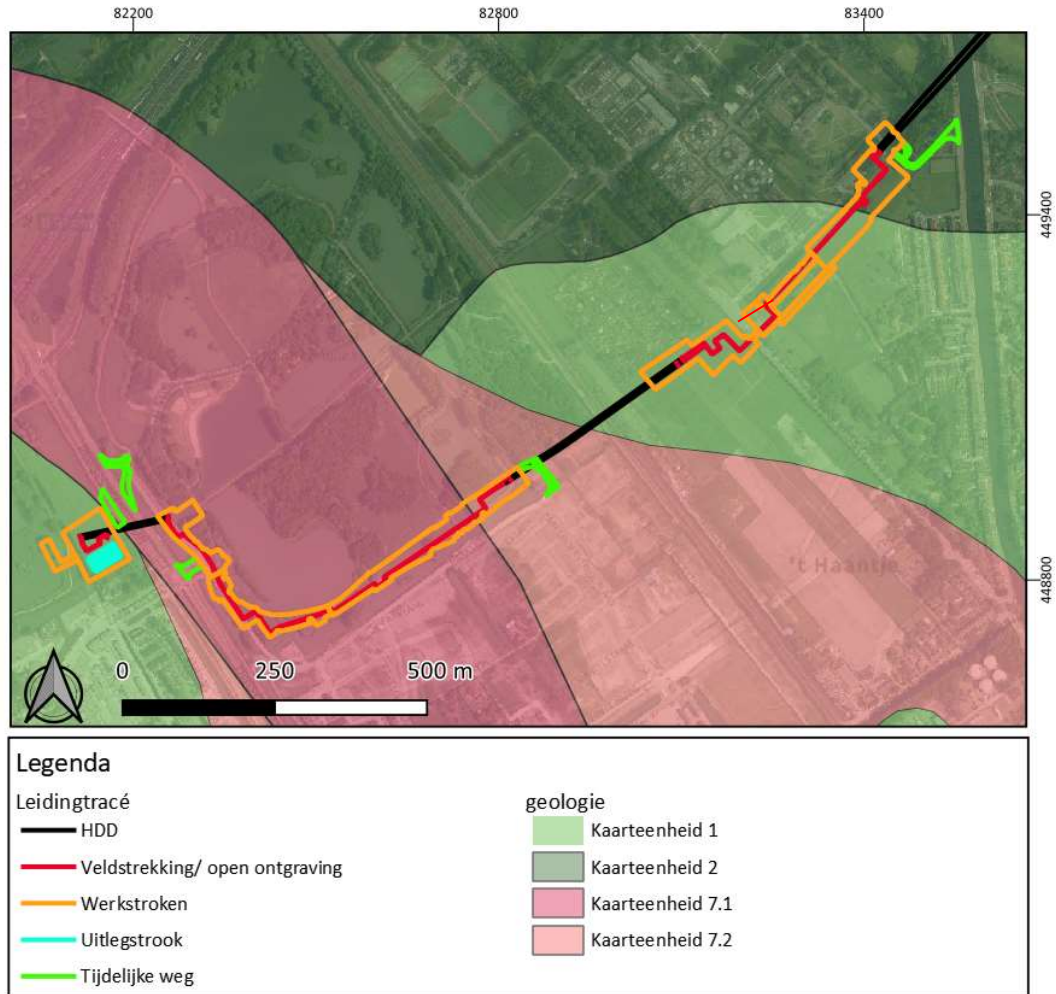 82200 82800 83400
449400
't Haantje
448800
0 250 500 m
Legenda
Leidingtracé
HDD
Veldstrekking/ open ontgraving
Werkstroken
Uitlegstrook
Tijdelijke weg
geologie
Kaarteenheid 1
Kaarteenheid 2
Kaarteenheid 7.1
Kaarteenheid 7.2